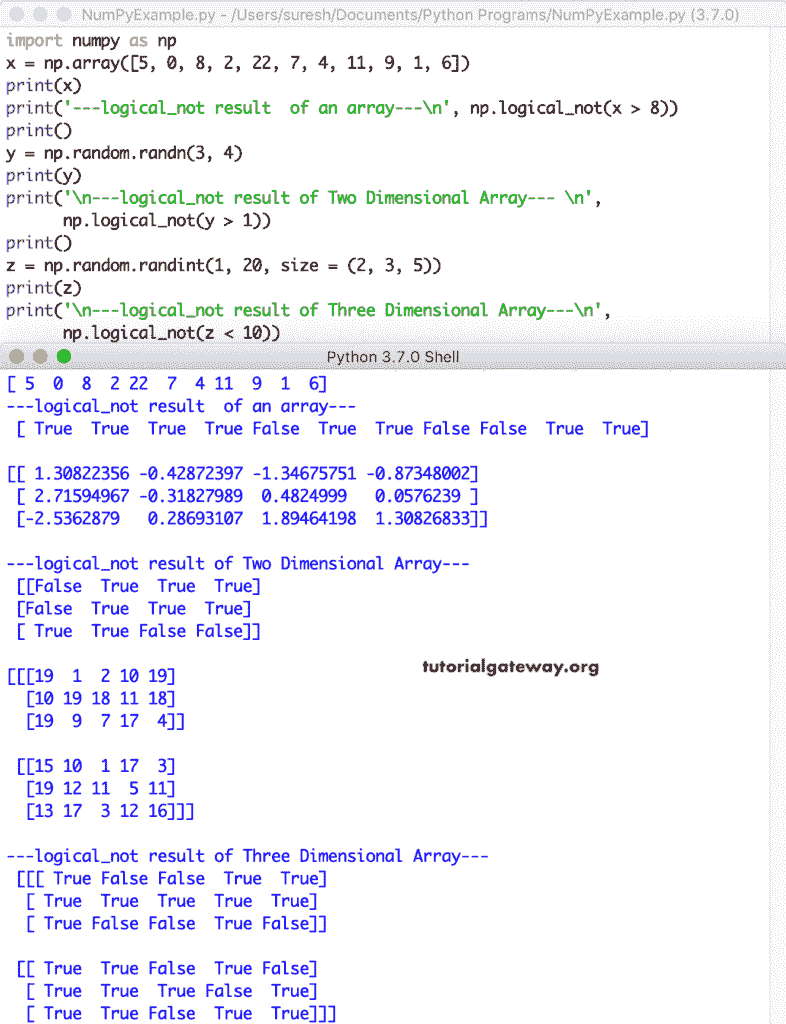 NumPyExample.py - /Users/suresh/Documents/Python Programs/NumPyExample.py (3.7.0)
import numpy as np
x = np.array([5, 0, 8, 2, 22, 7, 4, 11, 9, 1, 6])
print(x)
print('---logical_not result  of an array---\n', np.logical_not(x > 8))
print()
y = np.random.randn(3, 4)
print(y)
print('\n---logical_not result of Two Dimensional Array--- \n',
      np.logical_not(y > 1))
print()
z = np.random.randint(1, 20, size = (2, 3, 5))
print(z)
print('\n---logical_not result of Three Dimensional Array---\n',
      np.logical_not(z < 10))
Python 3.7.0 Shell
[ 5  0  8  2 22  7  4 11  9  1  6]
---logical_not result  of an array---
 [ True  True  True  True False  True  True False False  True  True]

[[ 1.30822356 -0.42872397 -1.34675751 -0.87348002]
 [ 2.71594967 -0.31827989  0.4824999   0.0576239 ]
 [-2.5362879   0.28693107  1.89464198  1.30826833]]

---logical_not result of Two Dimensional Array---
 [[False  True  True  True]
 [False  True  True  True]
 [ True  True False False]]

tutorialgateway.org
[[[19  1  2 10 19]
  [10 19 18 11 18]
  [19  9  7 17  4]]

 [[15 10  1 17  3]
  [19 12 11  5 11]
  [13 17  3 12 16]]]

---logical_not result of Three Dimensional Array---
 [[[ True False False  True  True]
  [ True  True  True  True  True]
  [ True False False  True False]]

 [[ True  True False  True False]
  [ True  True  True False  True]
  [ True  True False  True  True]]]